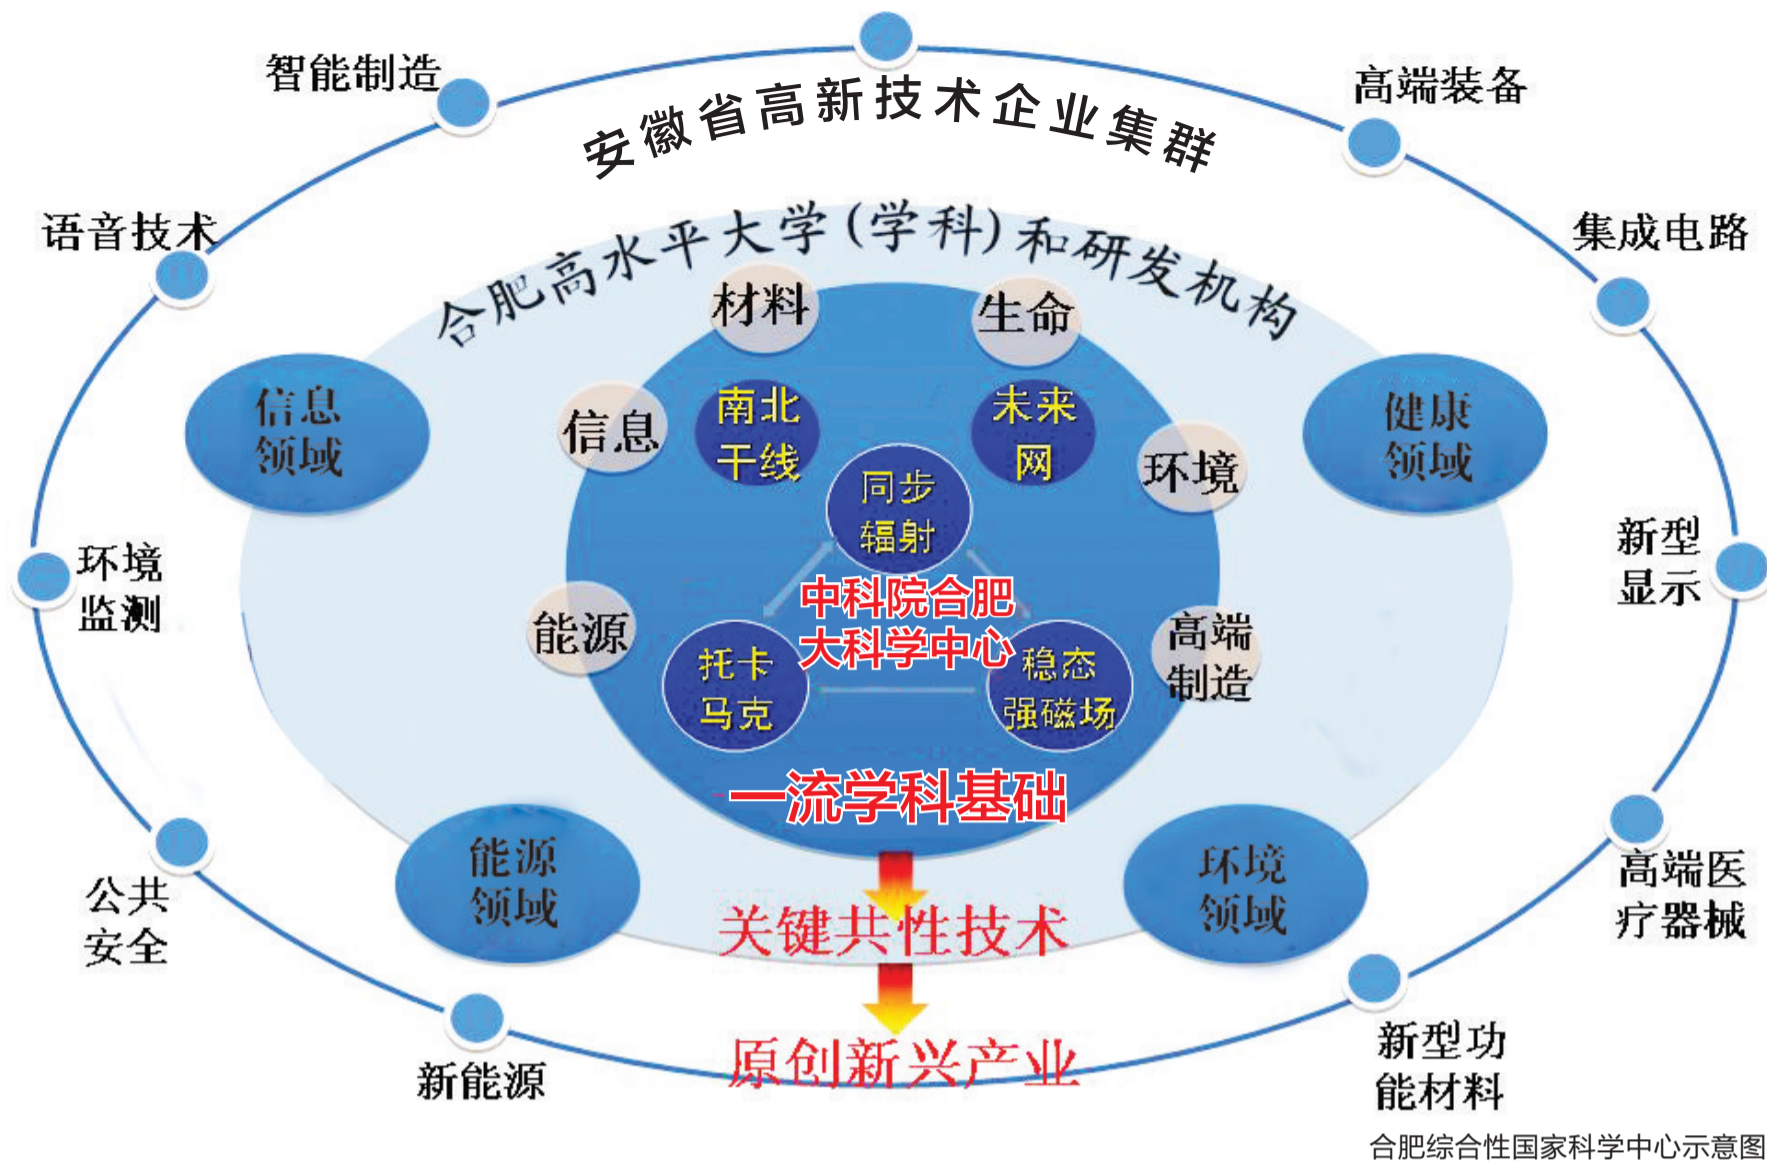 智能制造
高端装备
安徽省高新技术企业集群
语音技术
集成电路
合肥高水平大学(学科)和研发机构
材料
生命
信息
领域
信息
南北
干线
未来
网
环境
健康
领域
同步
辐射
环境
监测
新型
显示
中科院合肥
大科学中心
能源
高端
制造
托卡
马克
稳态
强磁场
一流学科基础
公共
安全
能源
领域
环境
领域
高端医
疗器械
关键共性技术
新能源
原创新兴产业
新型功
能材料
合肥综合性国家科学中心示意图